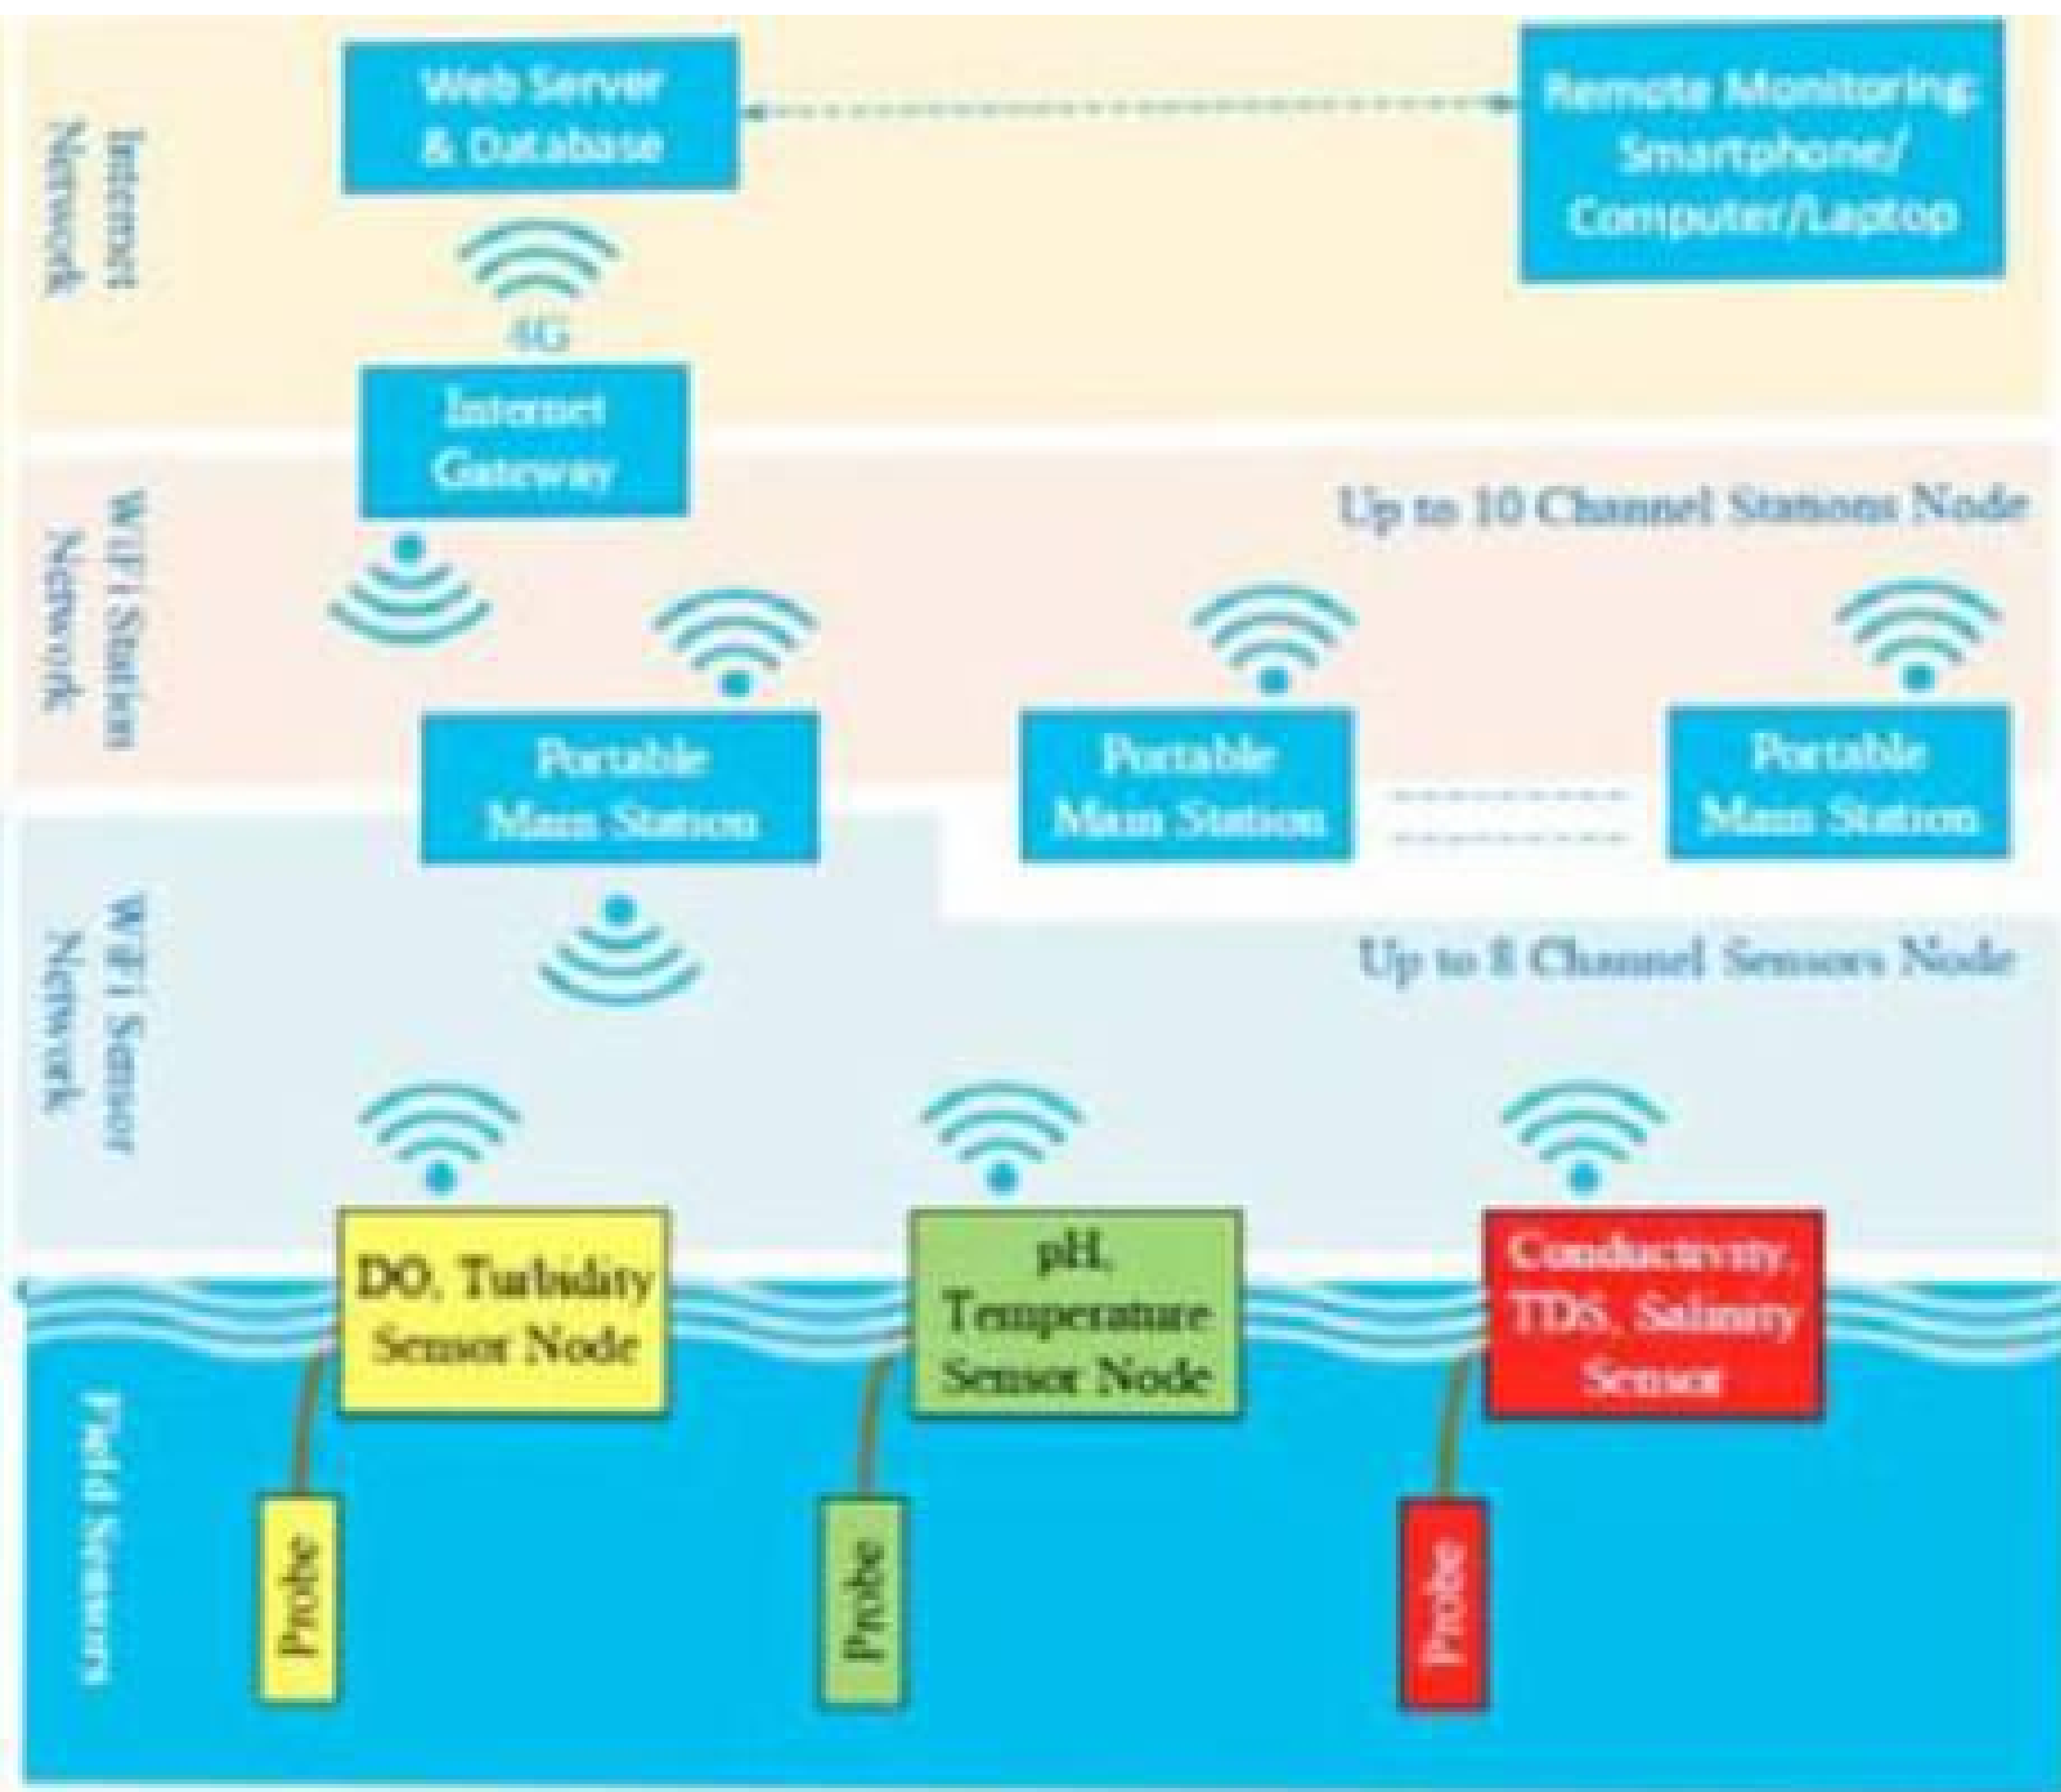 Web Server
& Database
Remote Monitoring
Smartphone/
Computer/Laptop
Internet
Network
4G
Internet
Gateway
WiFi Station
Network
Up to 10 Channel Stations Node
Portable
Main Station
Portable
Main Station
Portable
Main Station
WiFi Sensor
Network
Up to 8 Channel Sensors Node
DO, Turbidity
Sensor Node
pH,
Temperature
Sensor Node
Conductivity,
TDS, Salinity
Sensor
Field Sensors
Probe
Probe
Probe